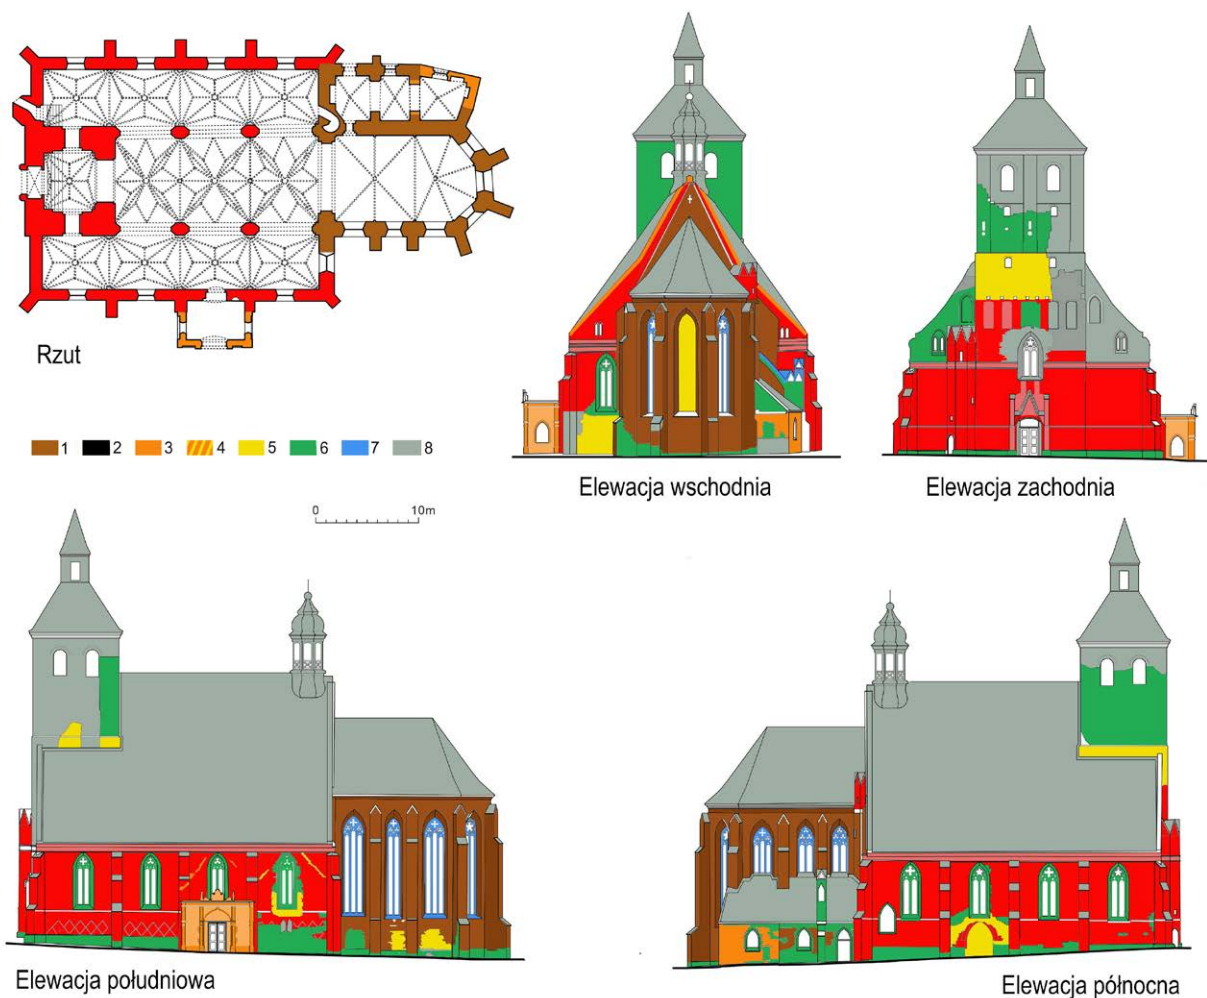 Rzut
1 2 3 4 5 6 7 8
0 10m
Elewacja wschodnia
Elewacja zachodnia
Elewacja południowa
Elewacja północna